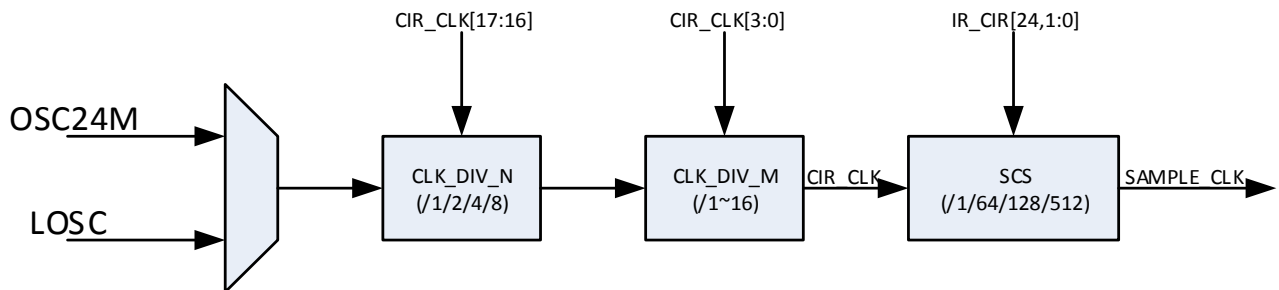 CIR_CLK[17:16]
CIR_CLK[3:0]
IR_CIR[24,1:0]
OSC24M
LOSC
CLK_DIV_N
(/1/2/4/8)
CLK_DIV_M
(/1~16)
CIR_CLK
SCS
(/1/64/128/512)
SAMPLE_CLK